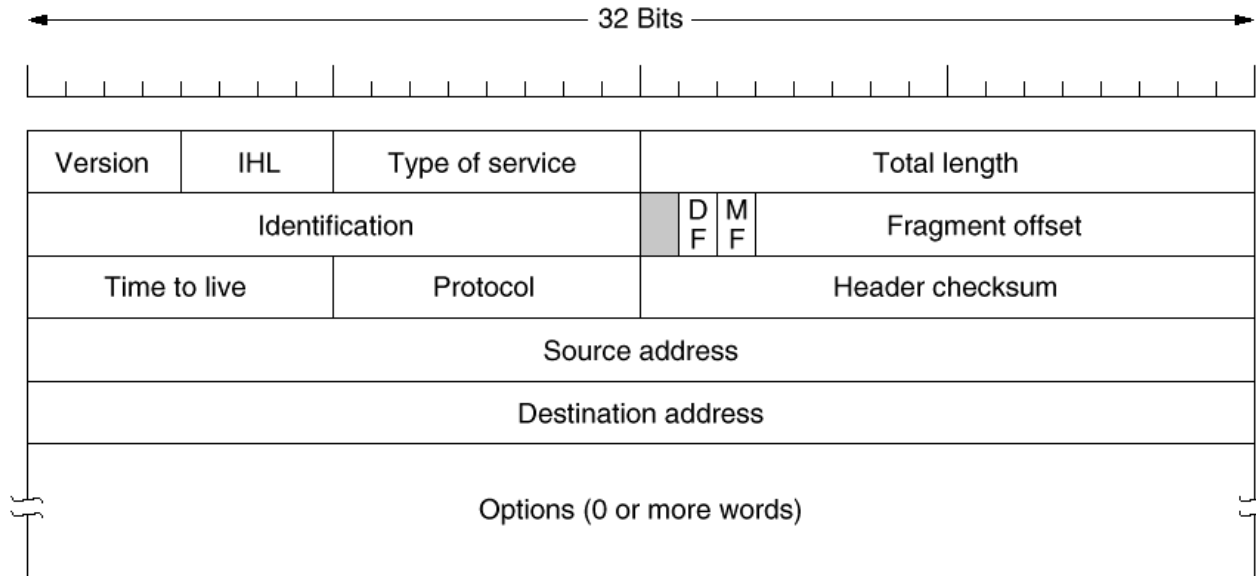 32 Bits
Version IHL Type of service Total length
Identification D F M F Fragment offset
Time to live Protocol Header checksum
Source address
Destination address
Options (0 or more words)